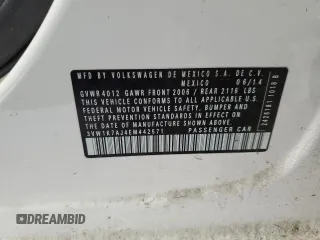 MFD BY VOLKSWAGEN DE MEXICO S.A. DE C.V.
MEXICO 06/14
GVWR 4012 GAWR FRONT 2006 / REAR 2116 LBS
THIS VEHICLE CONFORMS TO ALL APPLICABLE U.S.
FEDERAL MOTOR VEHICLE SAFETY, BUMPER AND
THEFT PREVENTION STANDARDS IN EFFECT ON THE
DATE OF MANUFACTURE SHOWN ABOVE.
3VW1K7AJ4EM442671 PASSENGER CAR
AUTOBIDMASTER